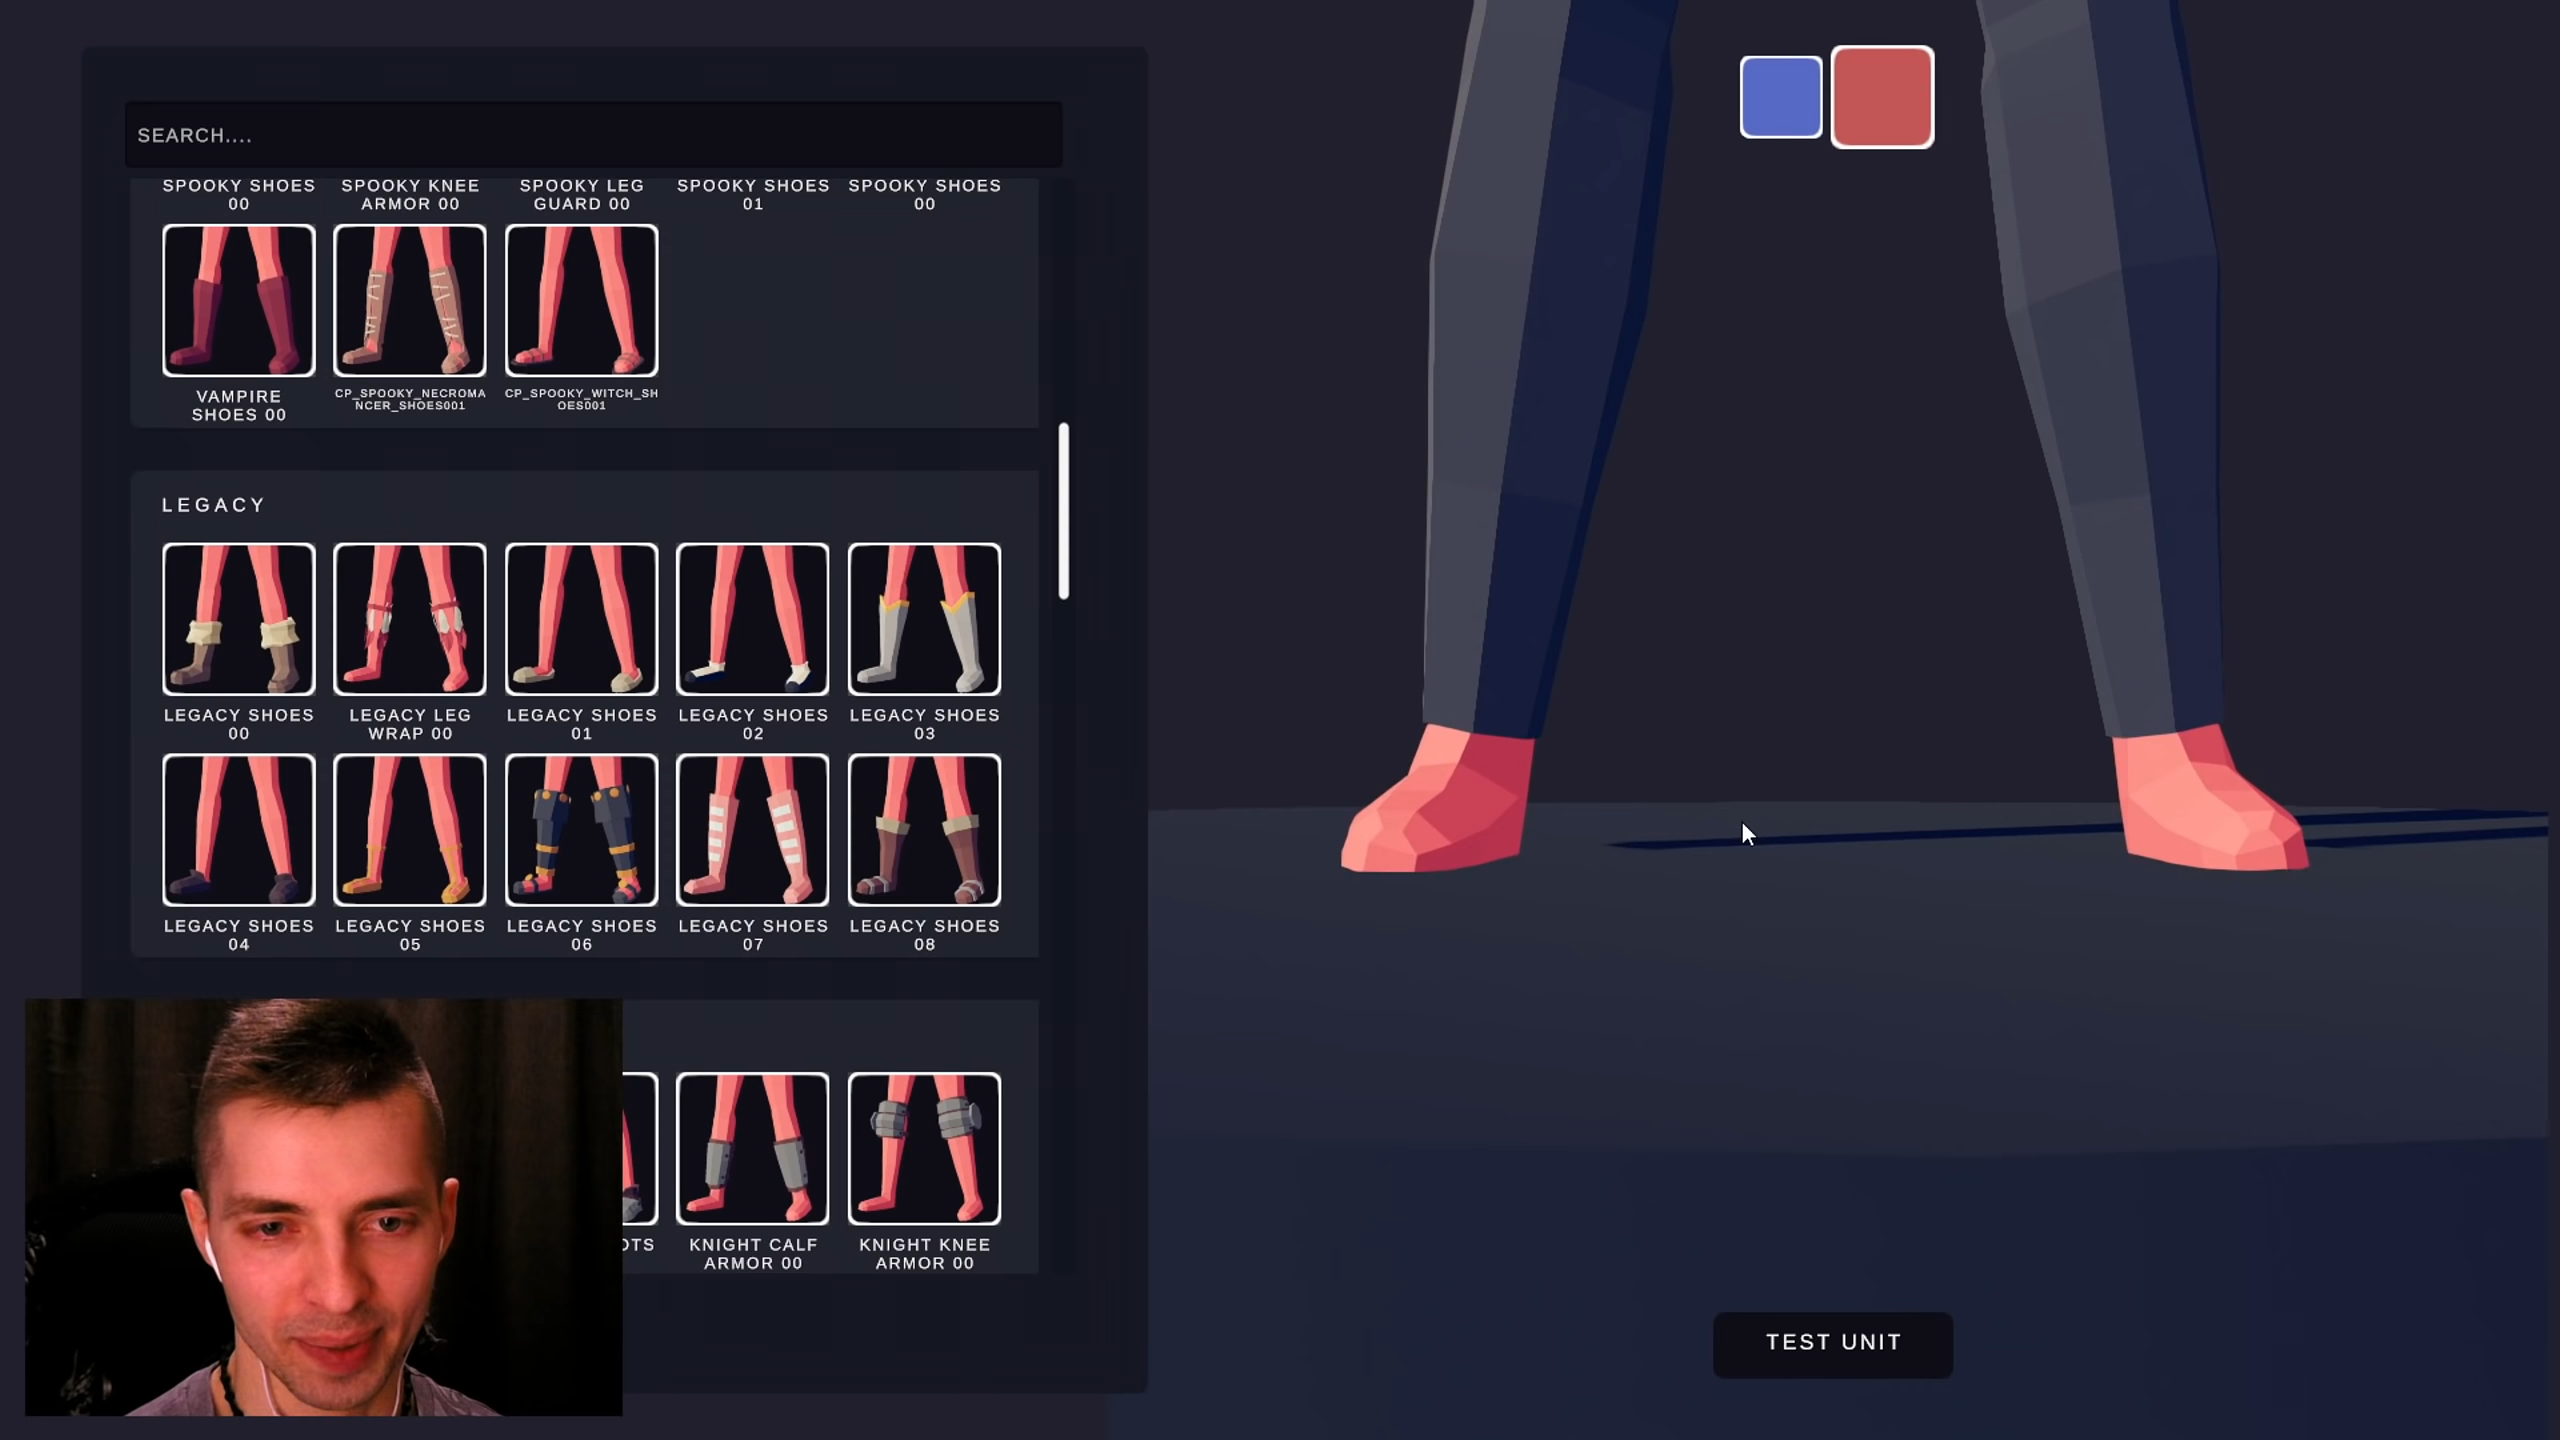 SEARCH....
SPOOKY SHOES
00
SPOOKY KNEE
ARMOR 00
SPOOKY LEG
GUARD 00
SPOOKY SHOES
01
SPOOKY SHOES
00
VAMPIRE
SHOES 00
CP_SPOOKY_NECROMA
NCER_SHOES001
CP_SPOOKY_WITCH_SH
OES001
LEGACY
LEGACY SHOES
00
LEGACY LEG
WRAP 00
LEGACY SHOES
01
LEGACY SHOES
02
LEGACY SHOES
03
LEGACY SHOES
04
LEGACY SHOES
05
LEGACY SHOES
06
LEGACY SHOES
07
LEGACY SHOES
08
KNIGHT CALF
ARMOR 00
KNIGHT KNEE
ARMOR 00
TEST UNIT